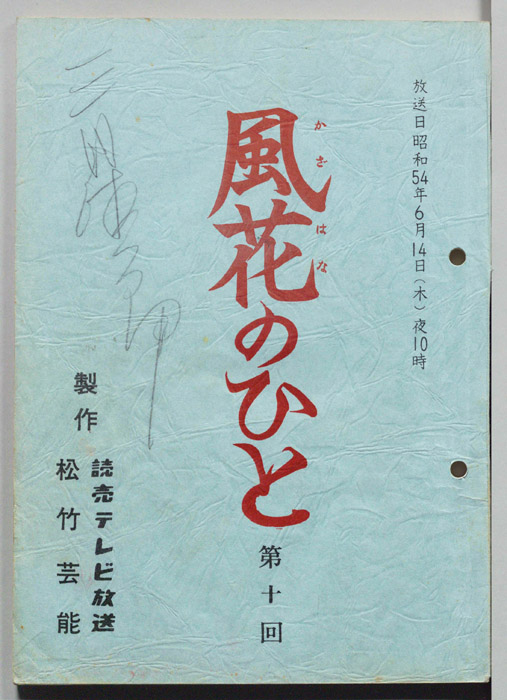 放送日昭和54年6月14日(木)夜10時
風花のひと
かざはな
第十回
製作
読売テレビ放送
松竹芸能